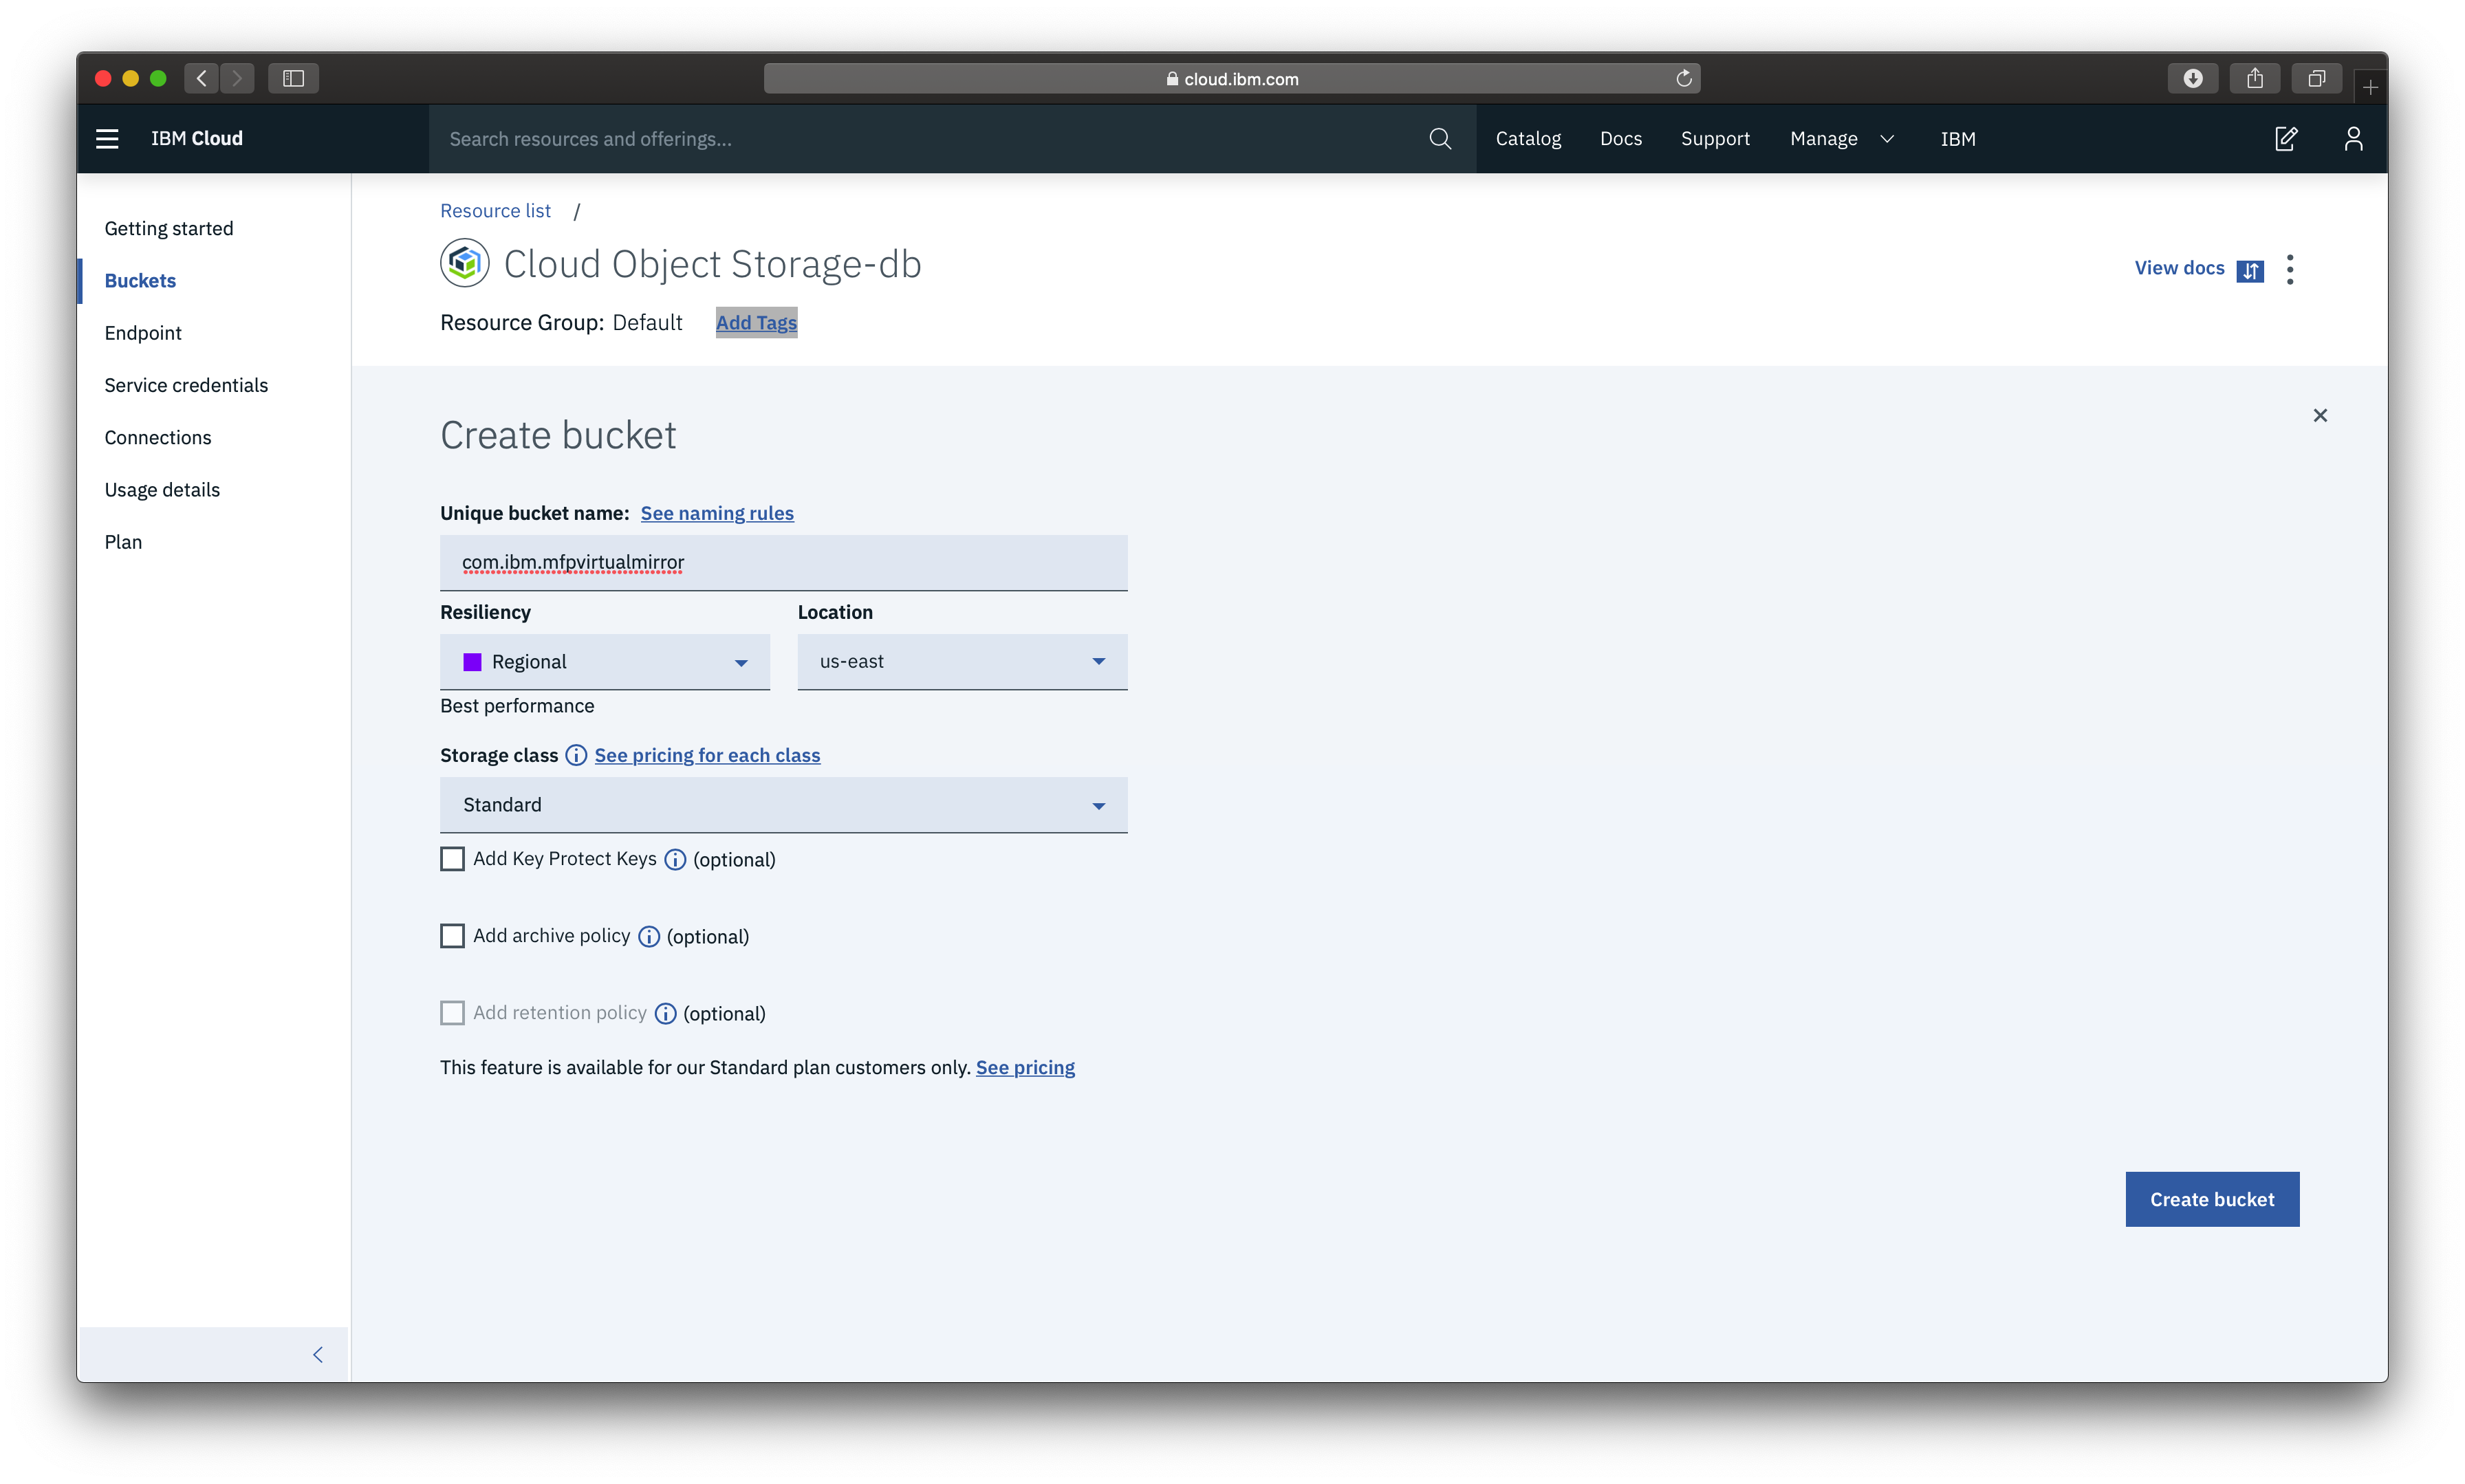 cloud.ibm.com
IBM Cloud
Search resources and offerings...
Catalog
Docs
Support
Manage
IBM
Getting started
Buckets
Endpoint
Service credentials
Connections
Usage details
Plan
Resource list /
Cloud Object Storage-db
Resource Group: Default Add Tags
View docs
Create bucket
Unique bucket name: See naming rules
com.ibm.mfpvirtualmirror
Resiliency Location
Regional us-east
Best performance
Storage class See pricing for each class
Standard
Add Key Protect Keys (optional)
Add archive policy (optional)
Add retention policy (optional)
This feature is available for our Standard plan customers only. See pricing
Create bucket